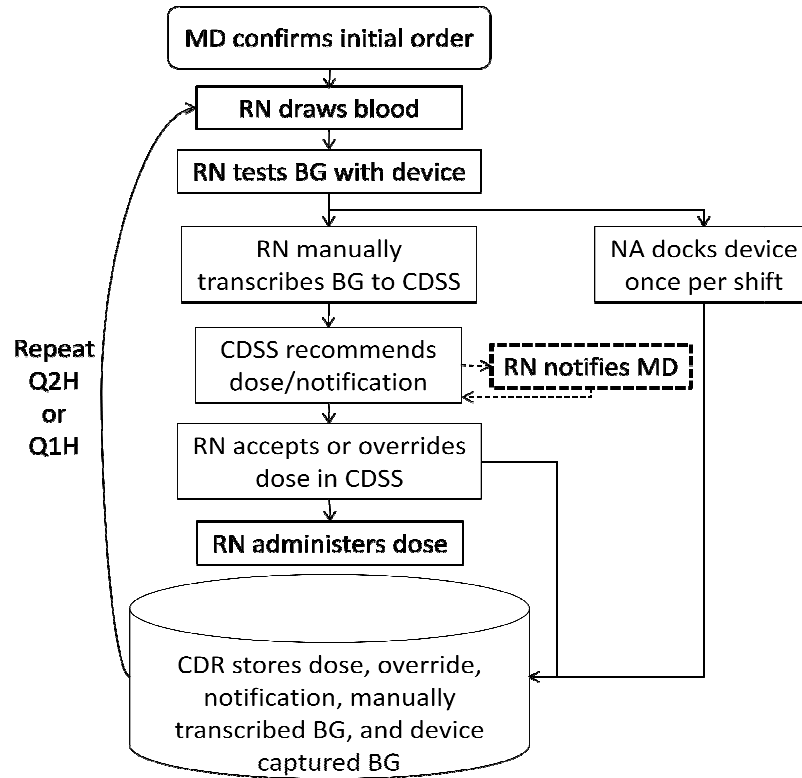 MD confirms initial order
RN draws blood
RN tests BG with device
RN manually
transcribes BG to CDSS
NA docks device
once per shift
CDSS recommends
dose/notification
RN notifies MD
Repeat
Q2H
or
Q1H
RN accepts or overrides
dose in CDSS
RN administers dose
CDR stores dose, override,
notification, manually
transcribed BG, and device
captured BG